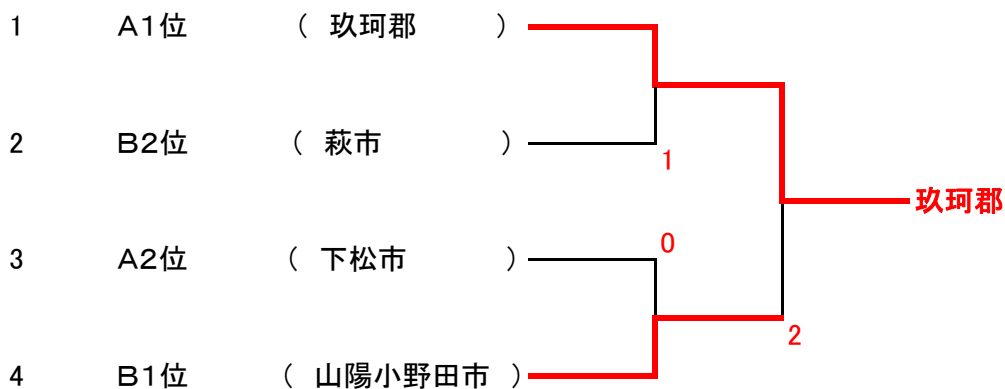 1 A1位 ( 玖珂郡 )
2 B2位 ( 萩市 )
1
玖珂郡
0
3 A2位 ( 下松市 )
2
4 B1位 ( 山陽小野田市 )